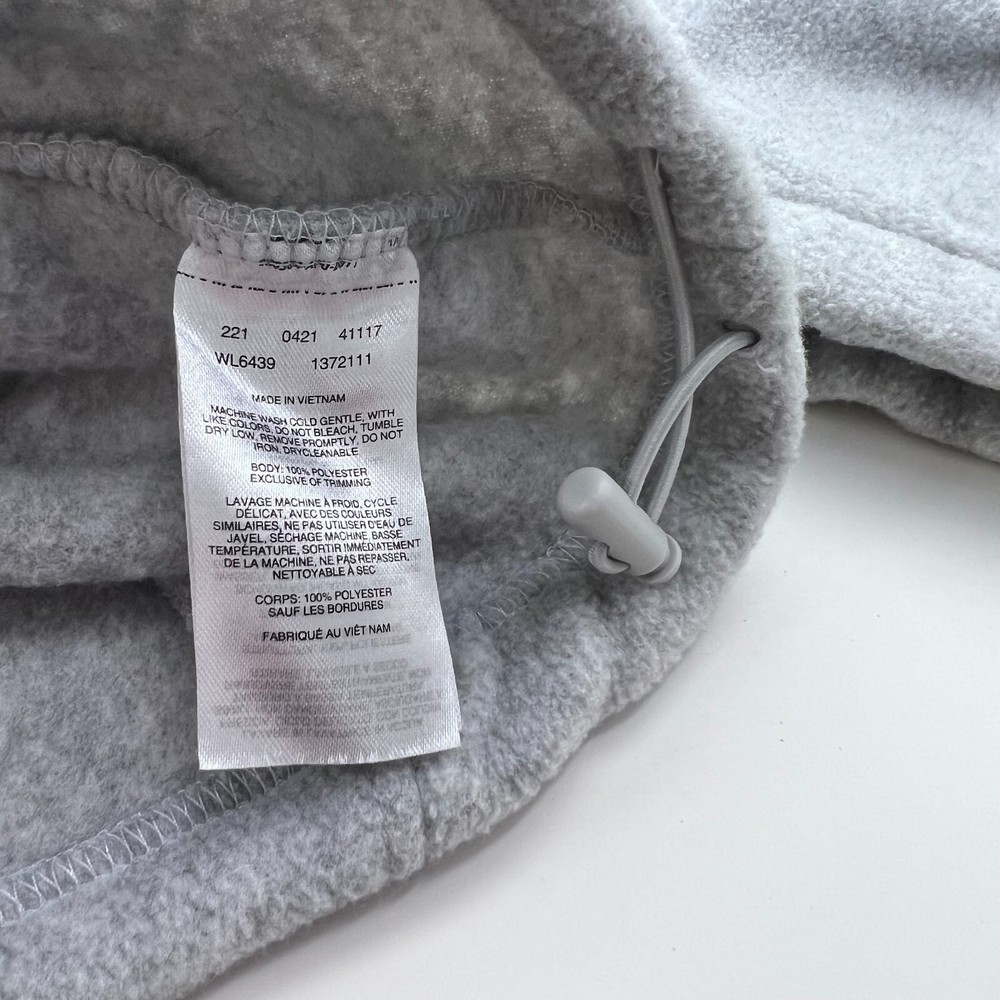 221 0421 41117
WL6439 1372111
MADE IN VIETNAM
MACHINE WASH COLD GENTLE, WITH
LIKE COLORS, DO NOT BLEACH, TUMBLE
DRY LOW, REMOVE PROMPTLY, DO NOT
IRON, DRYCLEANABLE
BODY: 100% POLYESTER
EXCLUSIVE OF TRIMMING
LAVAGE MACHINE À FROID, CYCLE
DÉLICAT, AVEC DES COULEURS
SIMILAIRES, NE PAS UTILISER D'EAU DE
JAVEL, SÉCHAGE MACHINE BASSE
TEMPÉRATURE, SORTIR IMMÉDIATEMENT
DE LA MACHINE, NE PAS REPASSER,
NETTOYABLE À SEC
CORPS: 100% POLYESTER
SAUF LES BORDURES
FABRIQUÉ AU VIÊT NAM